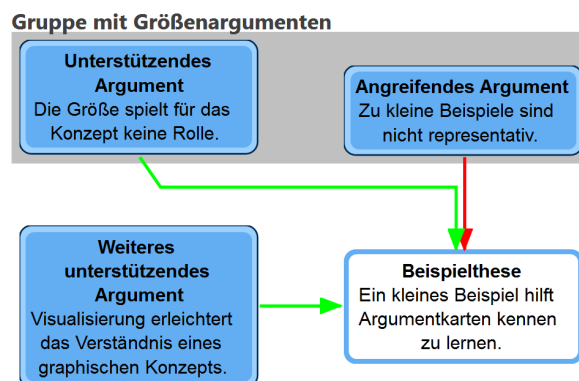 Gruppe mit Größenargumenten
Unterstützendes
Argument
Die Größe spielt für das
Konzept keine Rolle.
Angreifendes Argument
Zu kleine Beispiele sind
nicht representativ.
Weiteres
unterstützendes
Argument
Visualisierung erleichtert
das Verständnis eines
graphischen Konzepts.
Beispielthese
Ein kleines Beispiel hilft
Argumentkarten kennen
zu lernen.